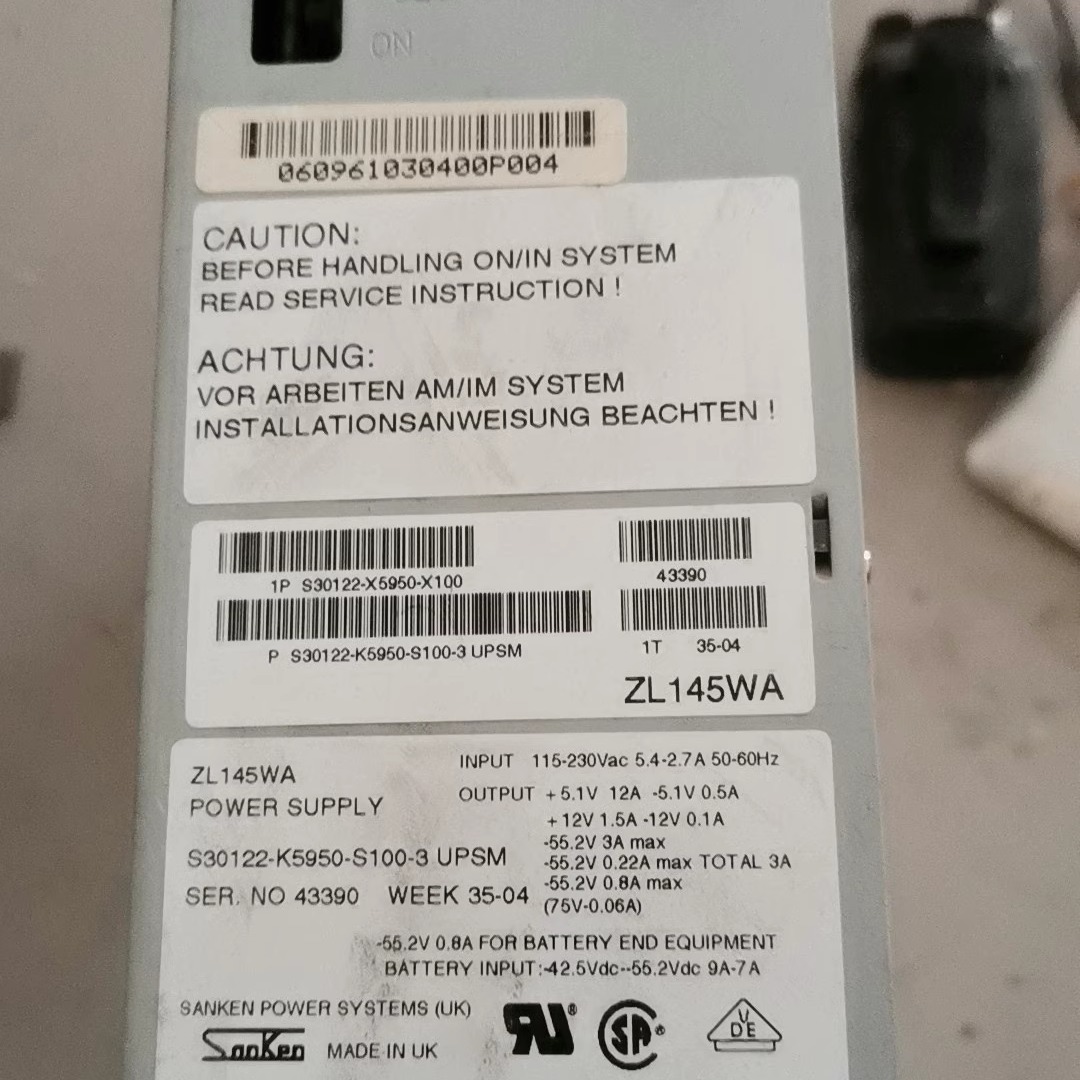 ON
060961030400P004
CAUTION:
BEFORE HANDLING ON/IN SYSTEM
READ SERVICE INSTRUCTION !
ACHTUNG:
VOR ARBEITEN AM/IM SYSTEM
INSTALLATIONSANWEISUNG BEACHTEN !
1P S30122-X5950-X100
43390
P S30122-K5950-S100-3 UPSM
1T 35-04
ZL145WA
ZL145WA
POWER SUPPLY
S30122-K5950-S100-3 UPSM
SER. NO 43390 WEEK 35-04
INPUT 115-230Vac 5.4-2.7A 50-60Hz
OUTPUT +5.1V 12A -5.1V 0.5A
+12V 1.5A -12V 0.1A
-55.2V 3A max
-55.2V 0.22A max TOTAL 3A
-55.2V 0.8A max
(75V-0.06A)
-55.2V 0.8A FOR BATTERY END EQUIPMENT
BATTERY INPUT:-42.5Vdc--55.2Vdc 9A-7A
SANKEN POWER SYSTEMS (UK)
SanKen MADE IN UK
RU® SA® VDE